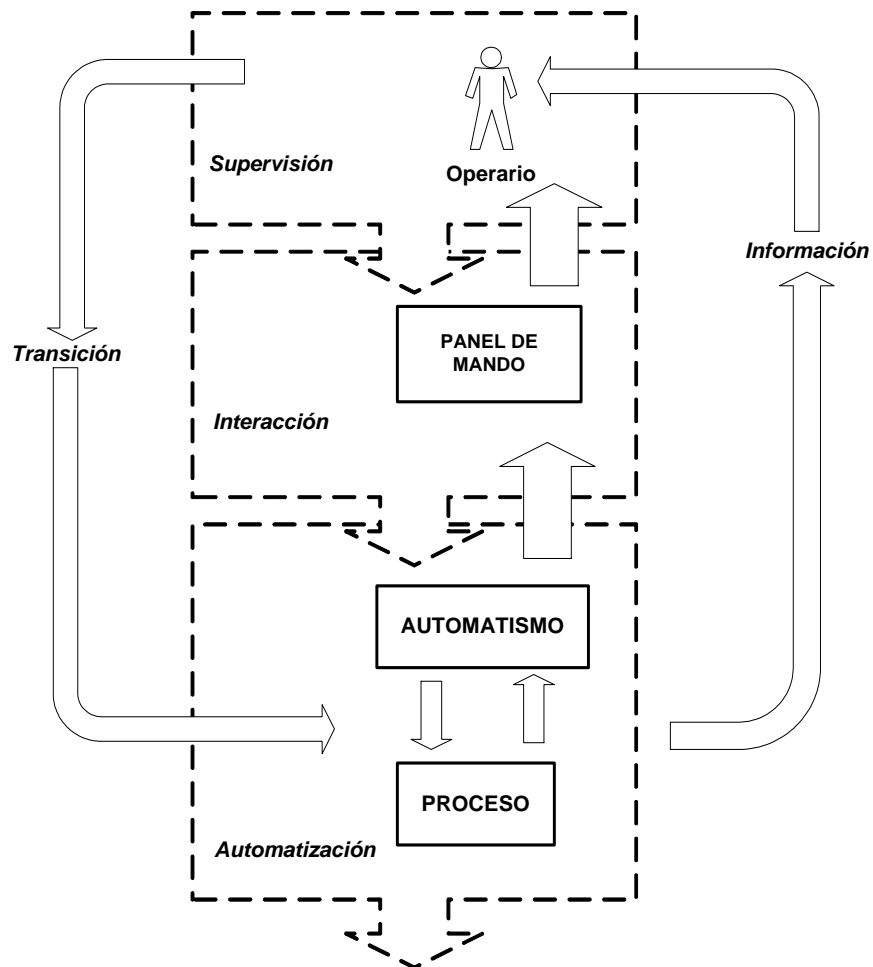 Supervisión
Operario
Información
PANEL DE
MANDO
Transición
Interacción
AUTOMATISMO
PROCESO
Automatización